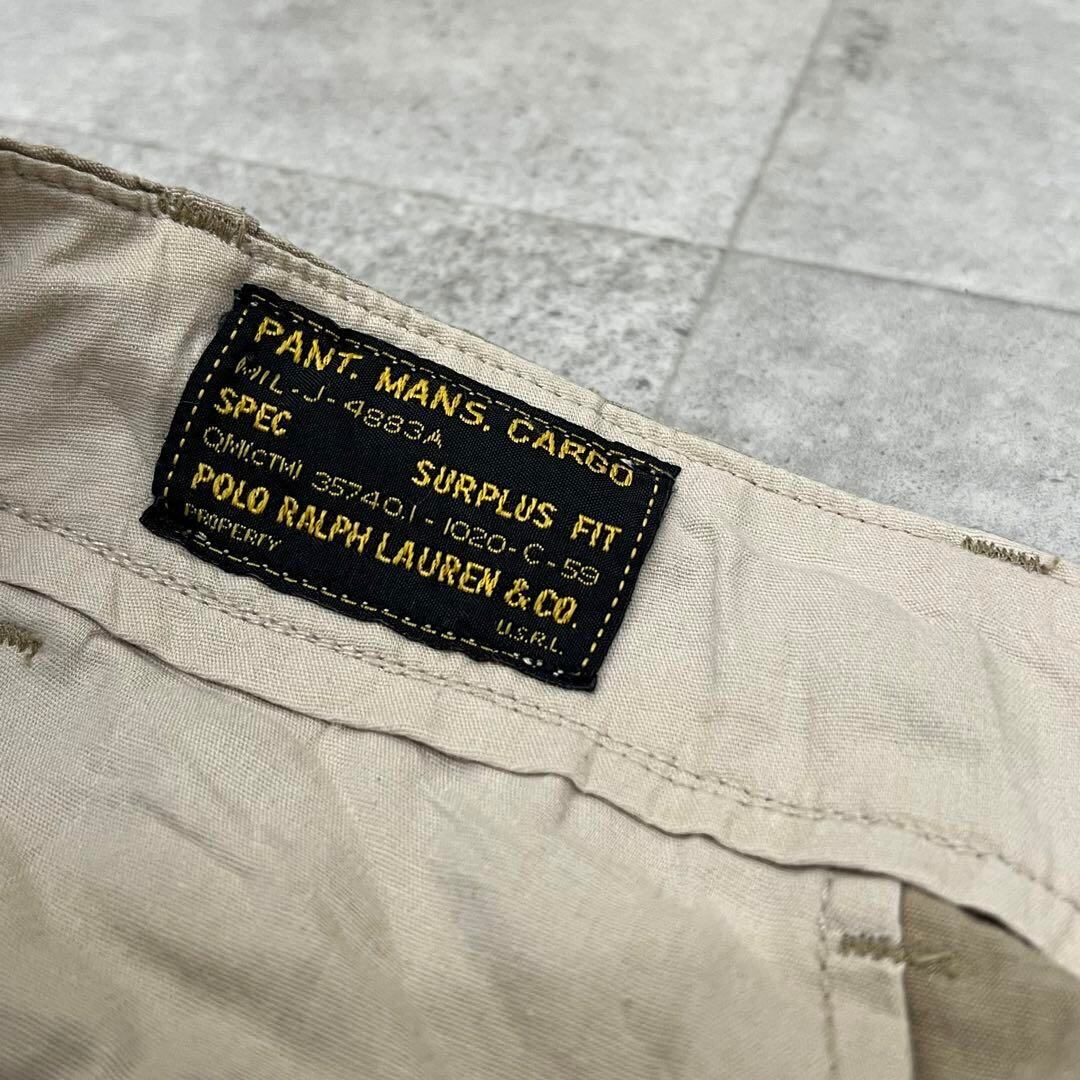 PANT. MANS. CARGO
MIL-J-4883A
SPEC SURPLUS FIT
QM(CTM) 35740.1-1020-C-59
POLO RALPH LAUREN & CO.
PROPERTY U.S.R.L.